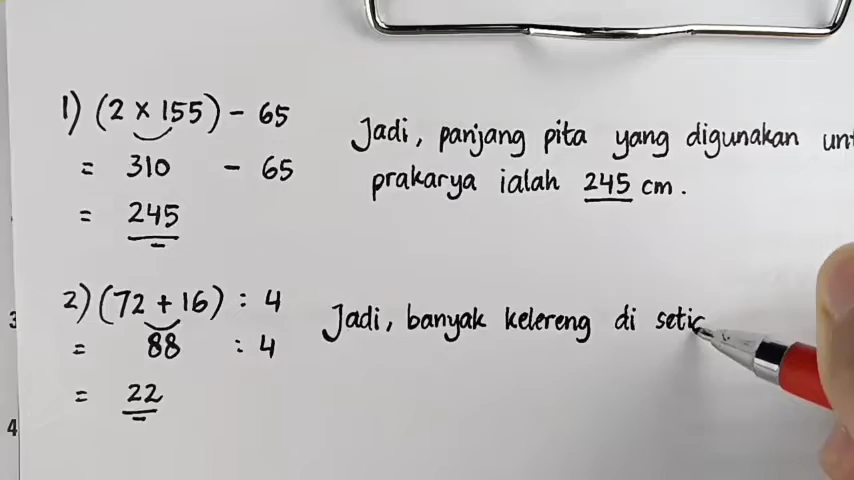 1) (2 × 155) - 65
= 310 - 65
= 245
Jadi, panjang pita yang digunakan unt
prakarya ialah 245 cm.
2) (72 + 16) : 4
= 88 : 4
= 22
Jadi, banyak kelereng di setia
3
4